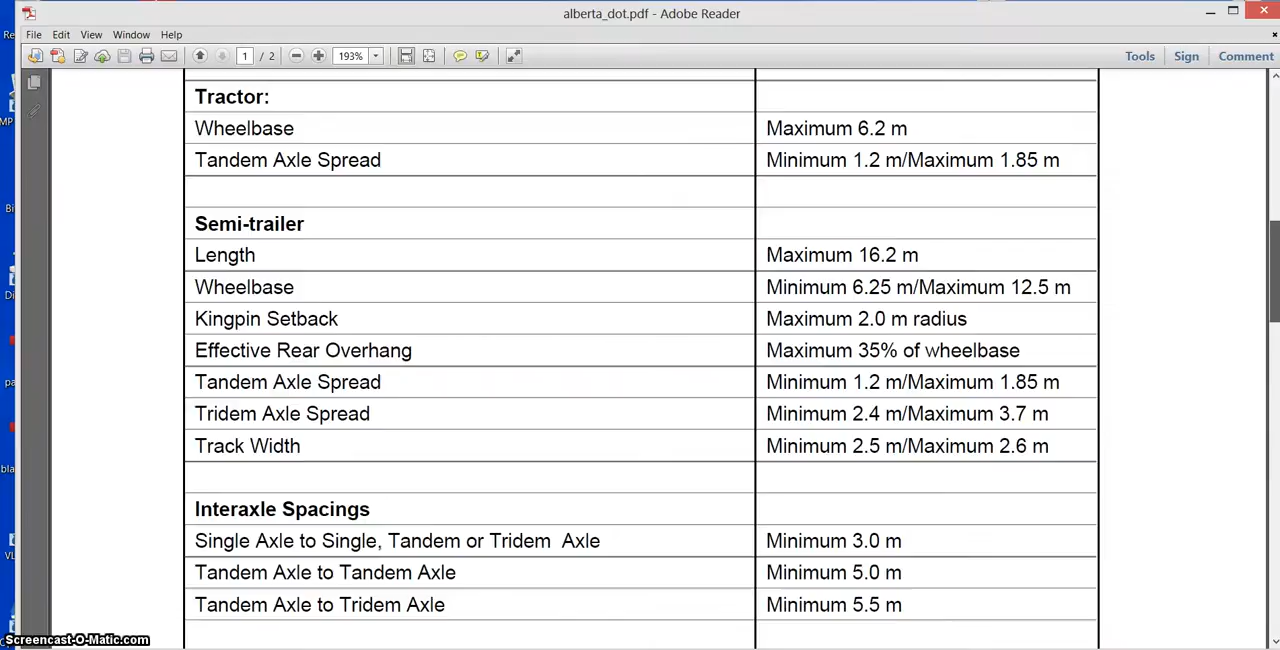 alberta_dot.pdf - Adobe Reader
File Edit View Window Help
1 / 2 193% Tools Sign Comment
Tractor:
Wheelbase Maximum 6.2 m
Tandem Axle Spread Minimum 1.2 m/Maximum 1.85 m
Semi-trailer
Length Maximum 16.2 m
Wheelbase Minimum 6.25 m/Maximum 12.5 m
Kingpin Setback Maximum 2.0 m radius
Effective Rear Overhang Maximum 35% of wheelbase
Tandem Axle Spread Minimum 1.2 m/Maximum 1.85 m
Tridem Axle Spread Minimum 2.4 m/Maximum 3.7 m
Track Width Minimum 2.5 m/Maximum 2.6 m
Interaxle Spacings
Single Axle to Single, Tandem or Tridem Axle Minimum 3.0 m
Tandem Axle to Tandem Axle Minimum 5.0 m
Tandem Axle to Tridem Axle Minimum 5.5 m
Screencast-O-Matic.com